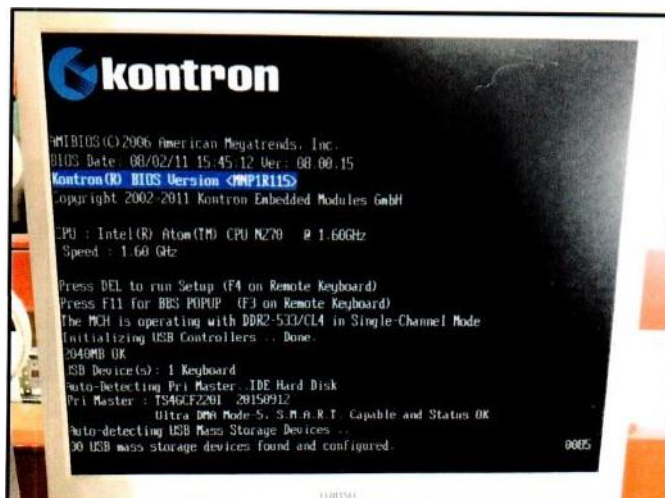 kontron
AMIBIOS(C)2006 American Megatrends, Inc.
BIOS Date: 08/02/11 15:45:12 Ver: 08.00.15
Kontron(R) BIOS Version <MNP1R115>
Copyright 2002-2011 Kontron Embedded Modules GmbH
CPU : Intel(R) Atom(TM) CPU N270 @ 1.60GHz
Speed : 1.60 GHz
Press DEL to run Setup (F4 on Remote Keyboard)
Press F11 for BBS POPUP (F3 on Remote Keyboard)
The MCH is operating with DDR2-533/CL4 in Single-Channel Mode
Initializing USB Controllers .. Done.
2040MB OK
USB Device(s): 1 Keyboard
Auto-Detecting Pri Master..IDE Hard Disk
Pri Master : TS4GCF220I 20150912
Ultra DMA Mode-5, S.M.A.R.T. Capable and Status OK
Auto-detecting USB Mass Storage Devices ..
00 USB mass storage devices found and configured.
0085